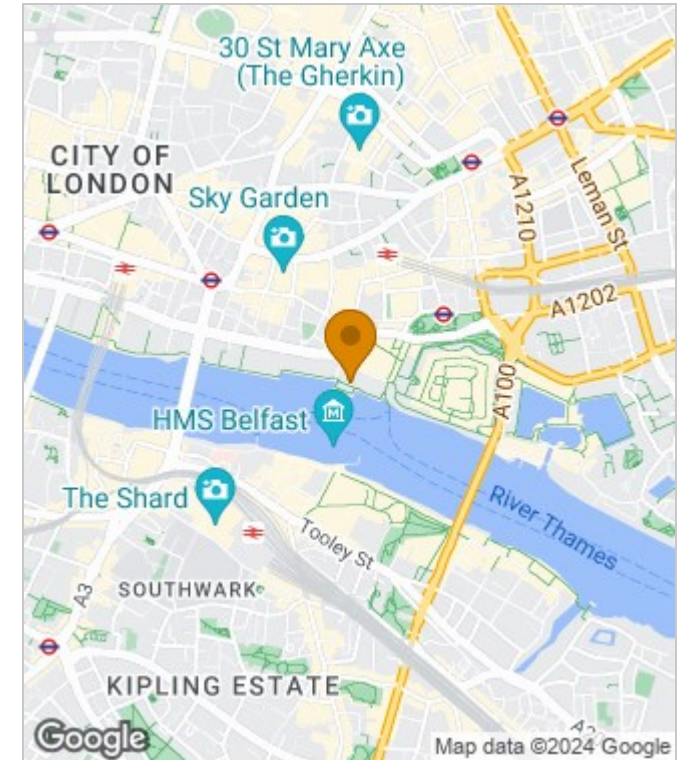 30 St Mary Axe
(The Gherkin)
CITY OF
LONDON
Sky Garden
Leman St
A1210
A1202
A100
HMS Belfast
The Shard
River Thames
Tooley St
A3
SOUTHWARK
KIPLING ESTATE
Google
Map data ©2024 Google